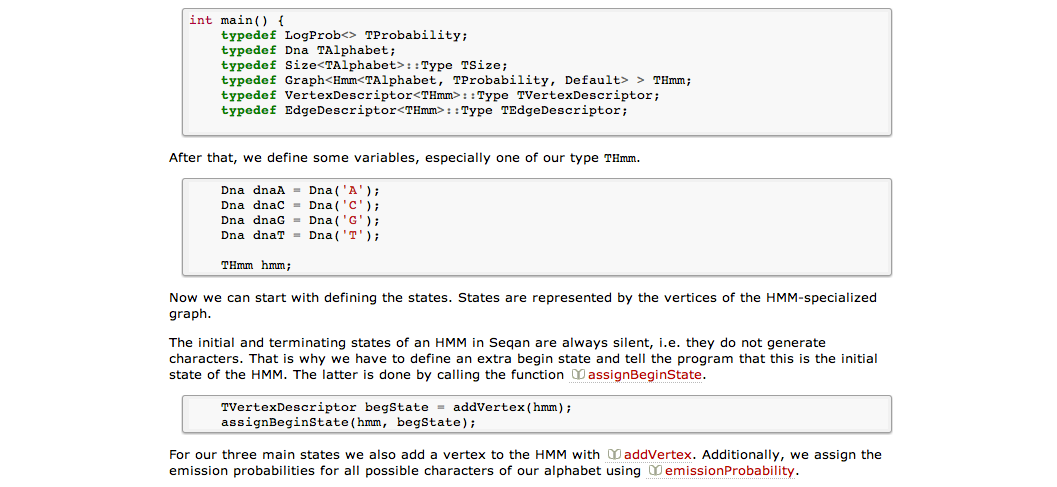 int main() {
typedef LogProb<> TProbability;
typedef Dna TAlphabet;
typedef Size<TAlphabet>::Type TSize;
typedef Graph<Hmm<TAlphabet, TProbability, Default> > THmm;
typedef VertexDescriptor<THmm>::Type TVertexDescriptor;
typedef EdgeDescriptor<THmm>::Type TEdgeDescriptor;
After that, we define some variables, especially one of our type THmm.
Dna dnaA = Dna('A');
Dna dnaC = Dna('C');
Dna dnaG = Dna('G');
Dna dnaT = Dna('T');
THmm hmm;
Now we can start with defining the states. States are represented by the vertices of the HMM-specialized
graph.
The initial and terminating states of an HMM in Seqan are always silent, i.e. they do not generate
characters. That is why we have to define an extra begin state and tell the program that this is the initial
state of the HMM. The latter is done by calling the function assignBeginState.
TVertexDescriptor begState = addVertex(hmm);
assignBeginState(hmm, begState);
For our three main states we also add a vertex to the HMM with addVertex. Additionally, we assign the
emission probabilities for all possible characters of our alphabet using emissionProbability.